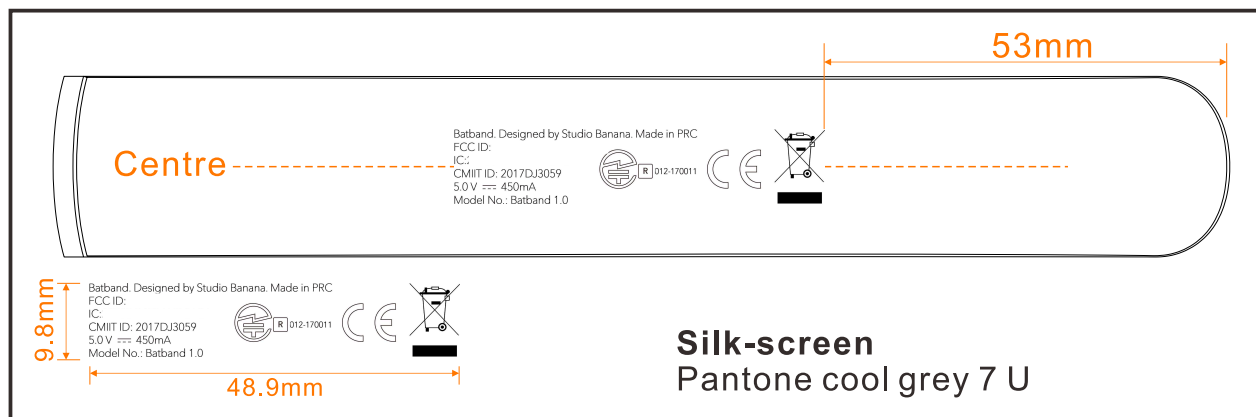 53mm
Batband. Designed by Studio Banana. Made in PRC
FCC ID:
IC:
CMIIT ID: 2017DJ3059
5.0 V ⎓ 450mA
Model No.: Batband 1.0
R 012-170011
CE
Centre
Batband. Designed by Studio Banana. Made in PRC
FCC ID:
IC:
CMIIT ID: 2017DJ3059
5.0 V ⎓ 450mA
Model No.: Batband 1.0
R 012-170011
CE
9.8mm
48.9mm
Silk-screen
Pantone cool grey 7 U